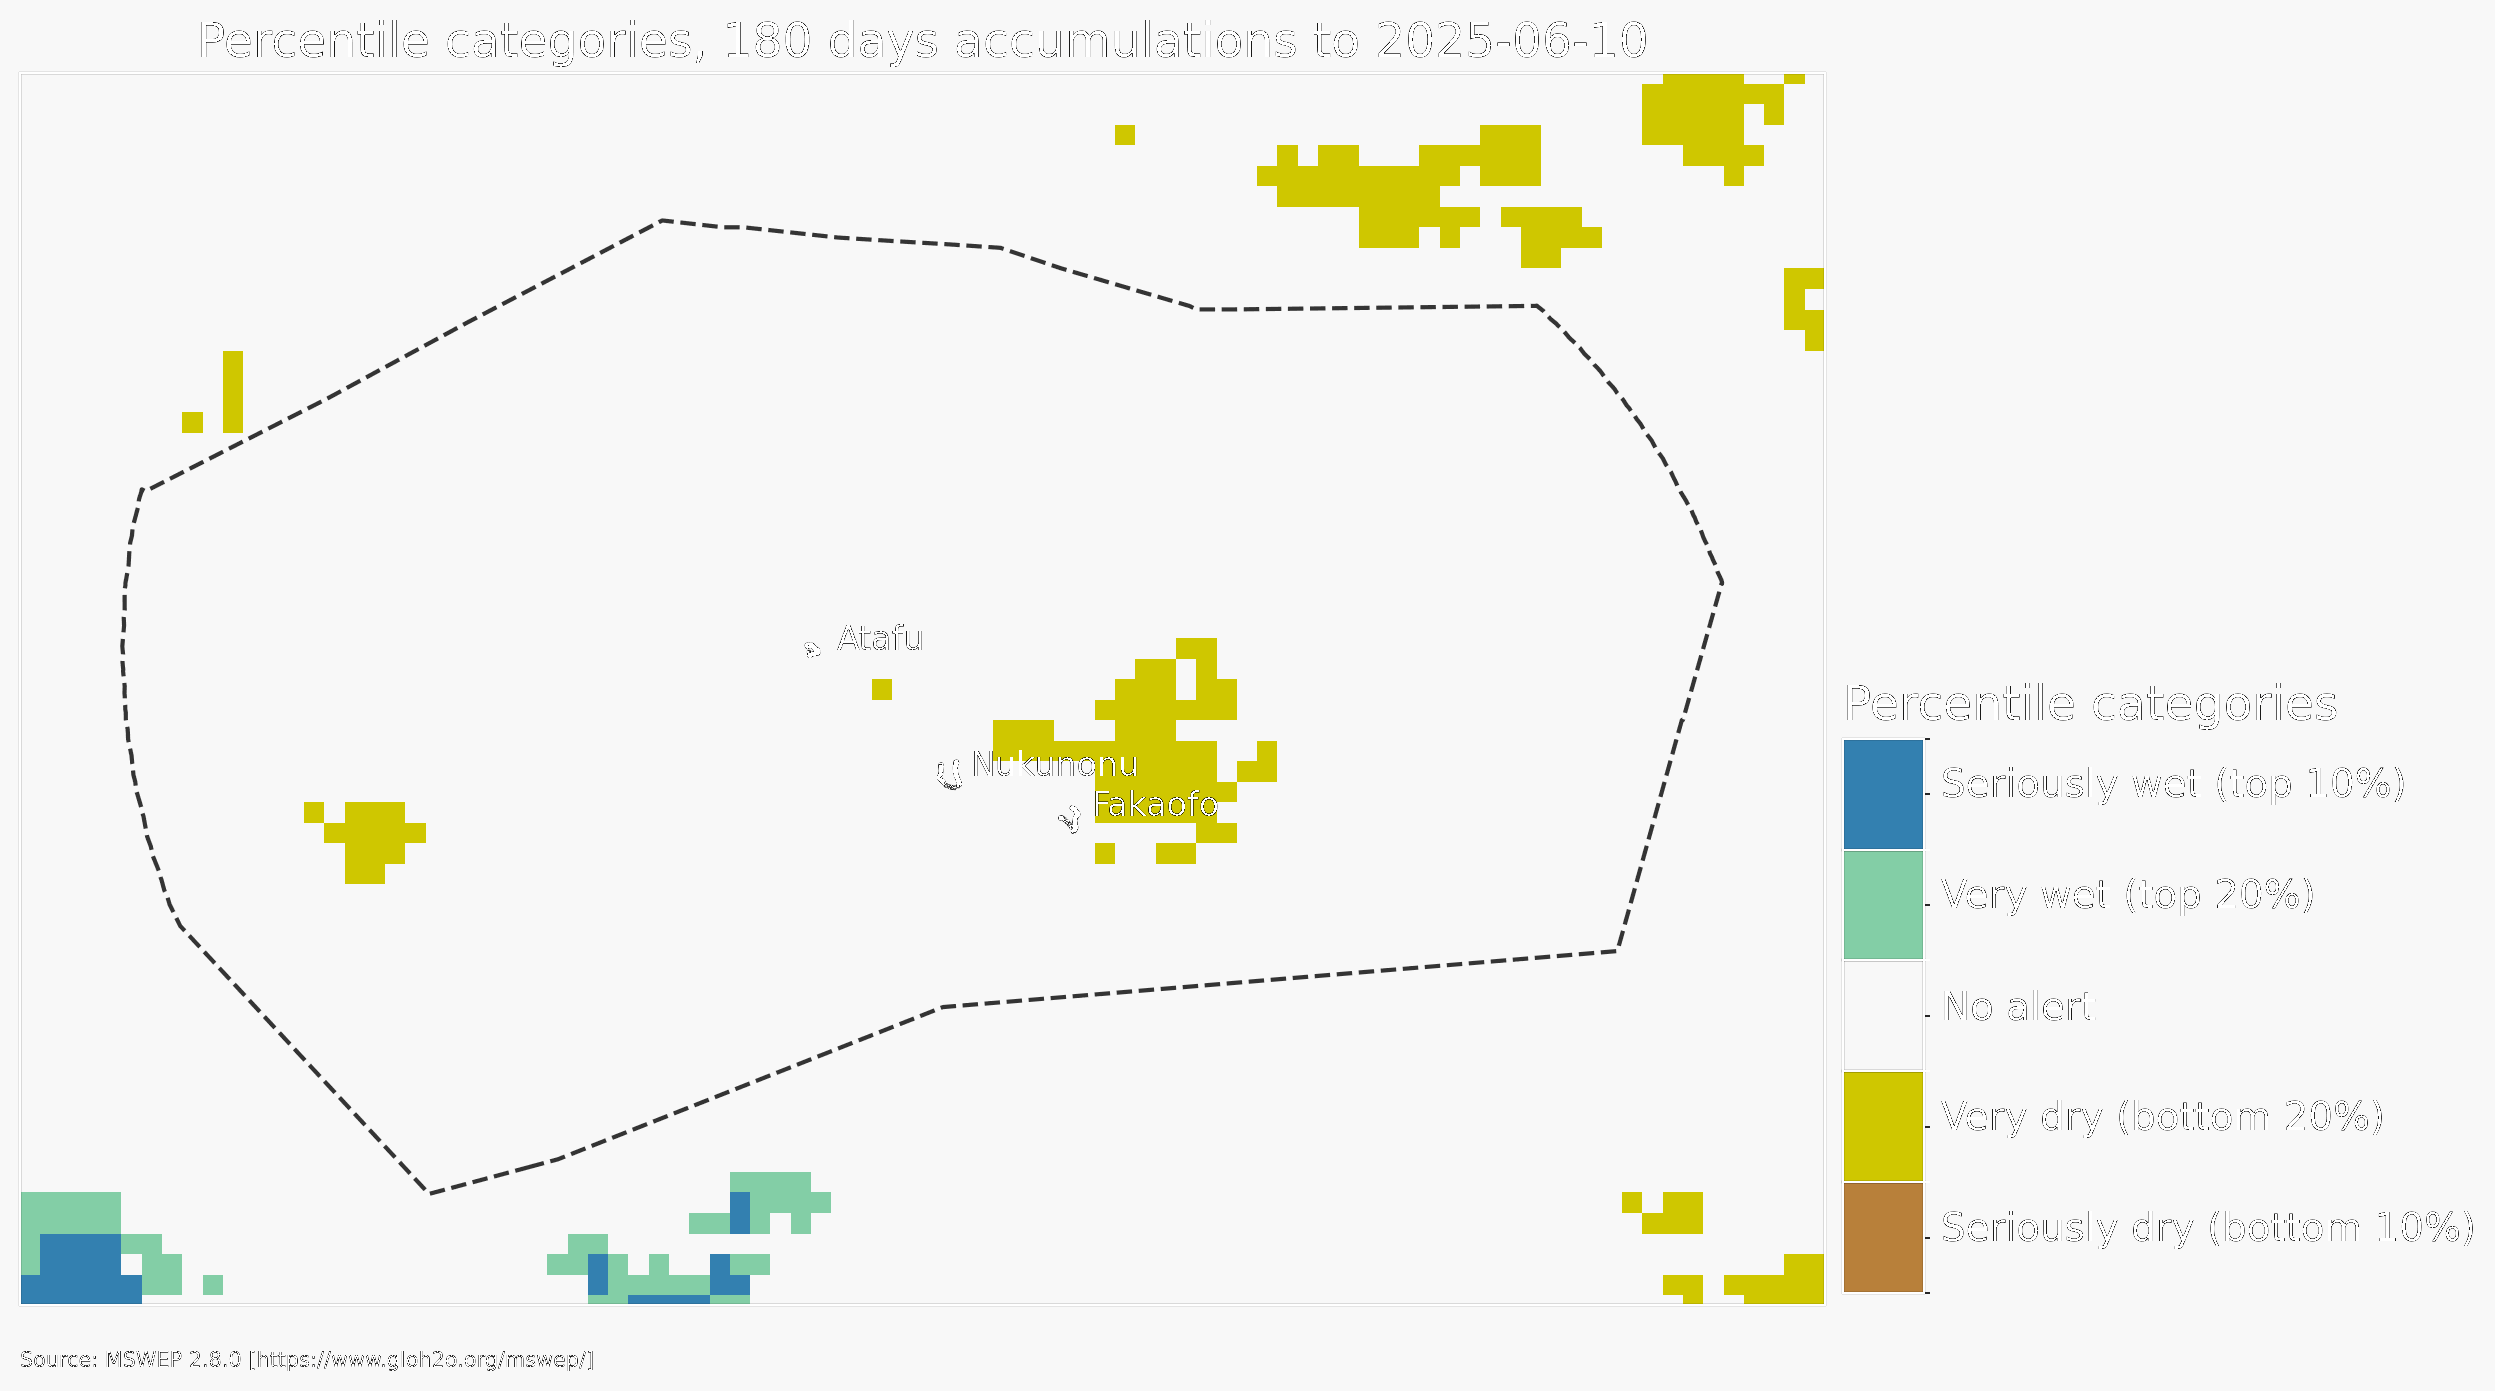 Percentile categories, 180 days accumulations to 2025-06-10
Atafu
Nukunonu
Fakaofo
Percentile categories
Seriously wet (top 10%)
Very wet (top 20%)
No alert
Very dry (bottom 20%)
Seriously dry (bottom 10%)
Source: MSWEP 2.8.0 [https://www.gloh2o.org/mswep/]